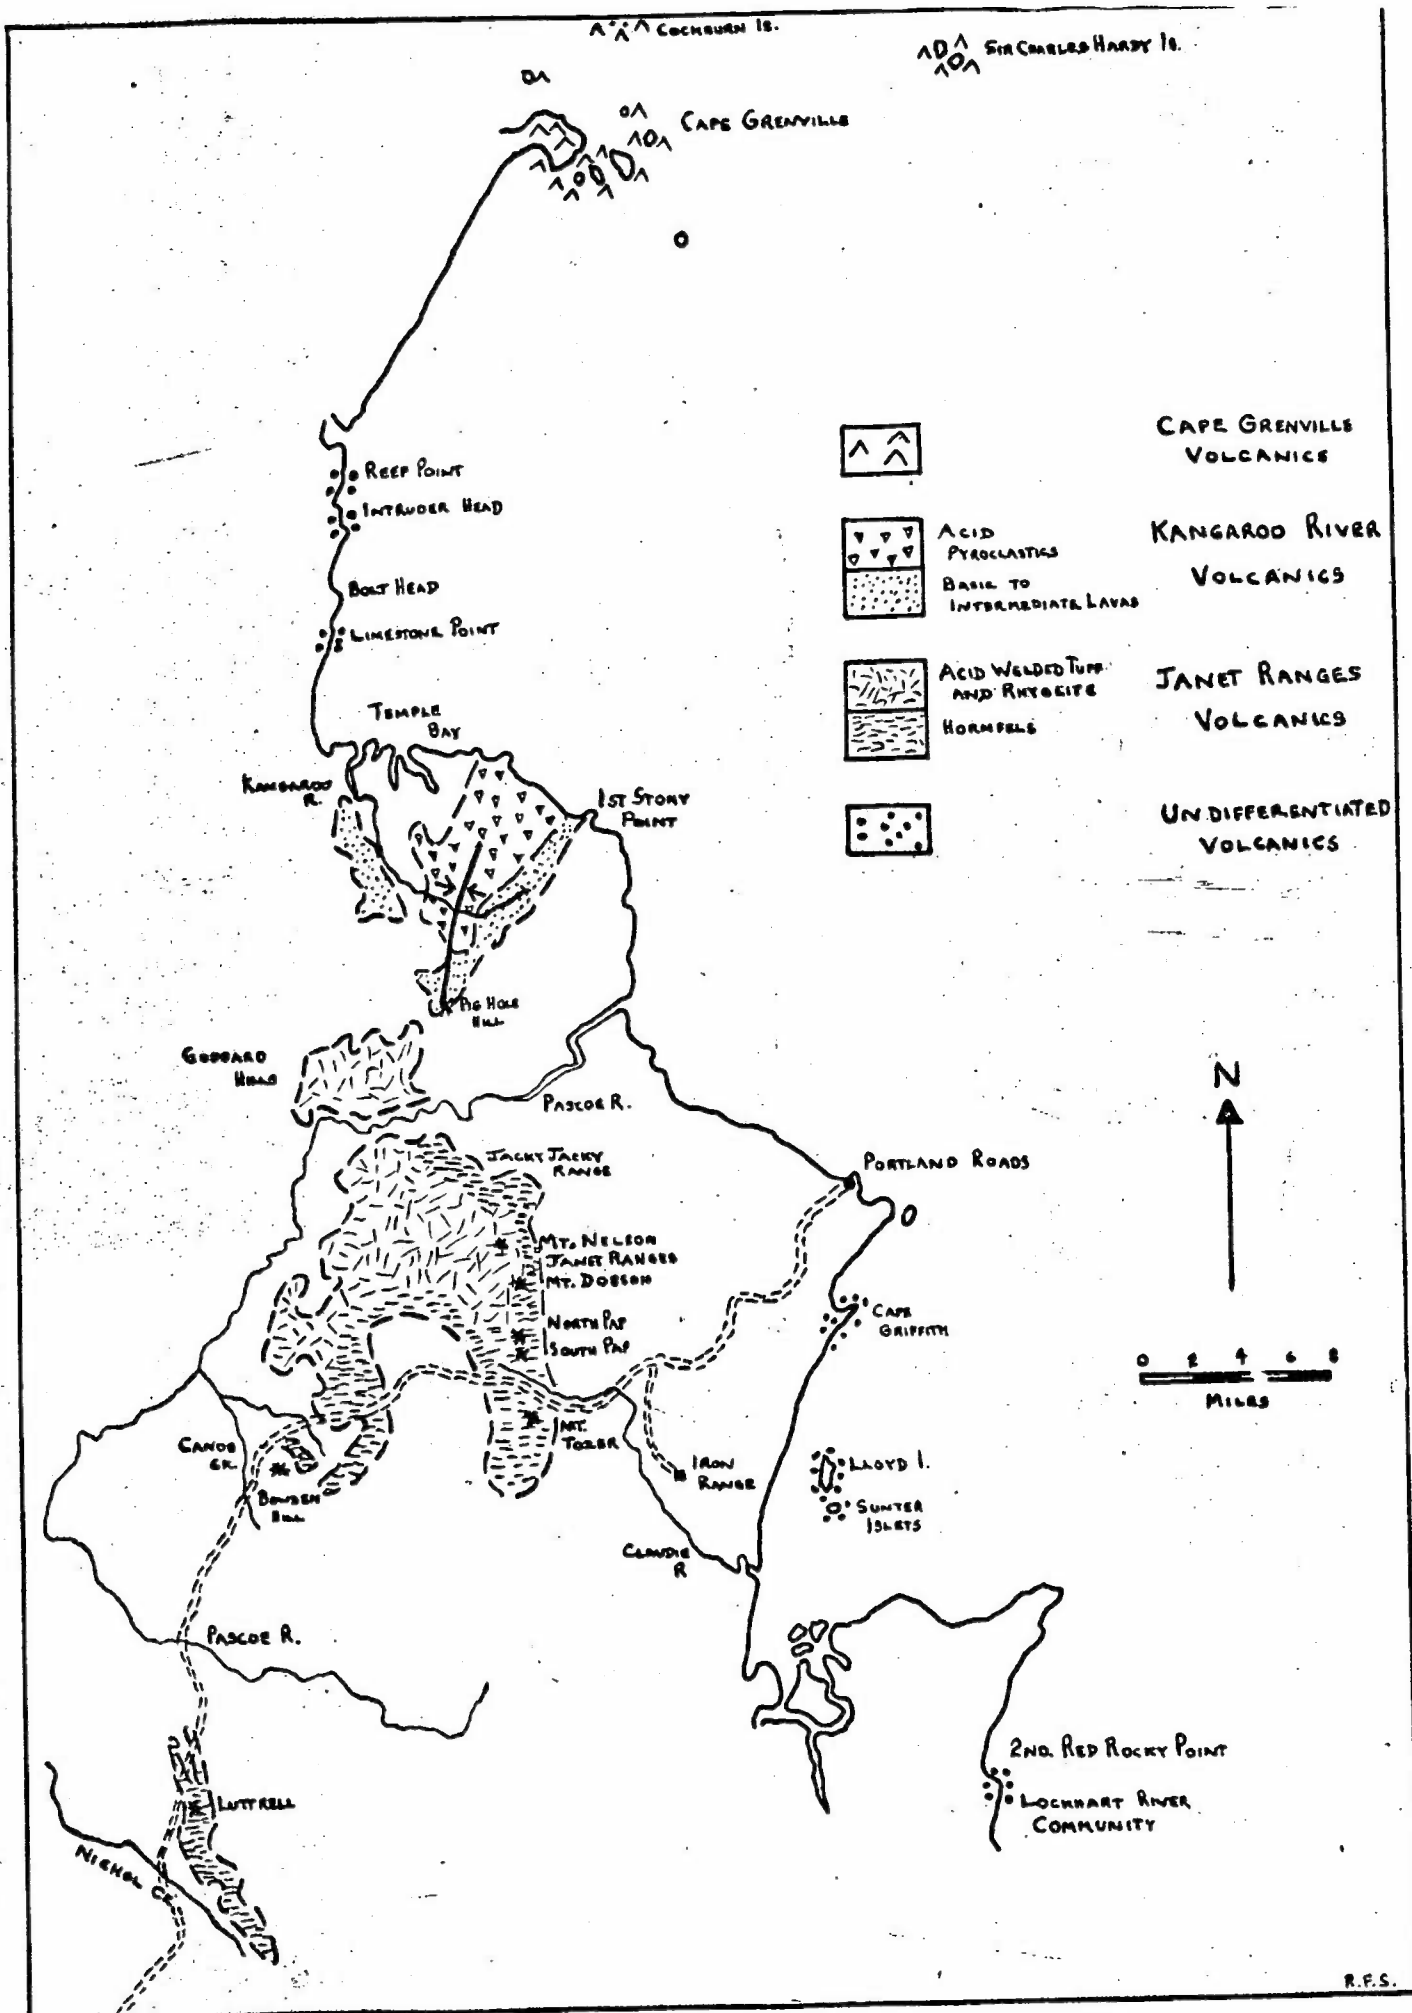 COCKBURN IS.
SIR CHARLES HARDY IS.
CAPE GRENVILLE
REEF POINT
INTRUDER HEAD
BOLT HEAD
LIMESTONE POINT
TEMPLE
BAY
KANGAROO
R.
1ST STONY
POINT
PIG HOLE
HILL
GODDARD
HILLS
PASCOE R.
JACKY JACKY
RANGE
PORTLAND ROADS
MT. NELSON
JANET RANGES
MT. DOBSON
NORTH PAP
SOUTH PAP
CAPE
GRIFFITH
MT.
TOZER
CANOE
CK.
BOWDEN
HILL
IRON
RANGE
LLOYD I.
SUNTER
ISLETS
CLAUDIE
R
PASCOE R.
LUTTRELL
NICHOL CK.
2ND. RED ROCKY POINT
LOCKHART RIVER
COMMUNITY
CAPE GRENVILLE
VOLCANICS
ACID
PYROCLASTICS
BASIC TO
INTERMEDIATE LAVAS
KANGAROO RIVER
VOLCANICS
ACID WELDED TUFF
AND RHYOLITE
HORNFELS
JANET RANGES
VOLCANICS
UNDIFFERENTIATED
VOLCANICS
N
0 2 4 6 8
MILES
R.F.S.